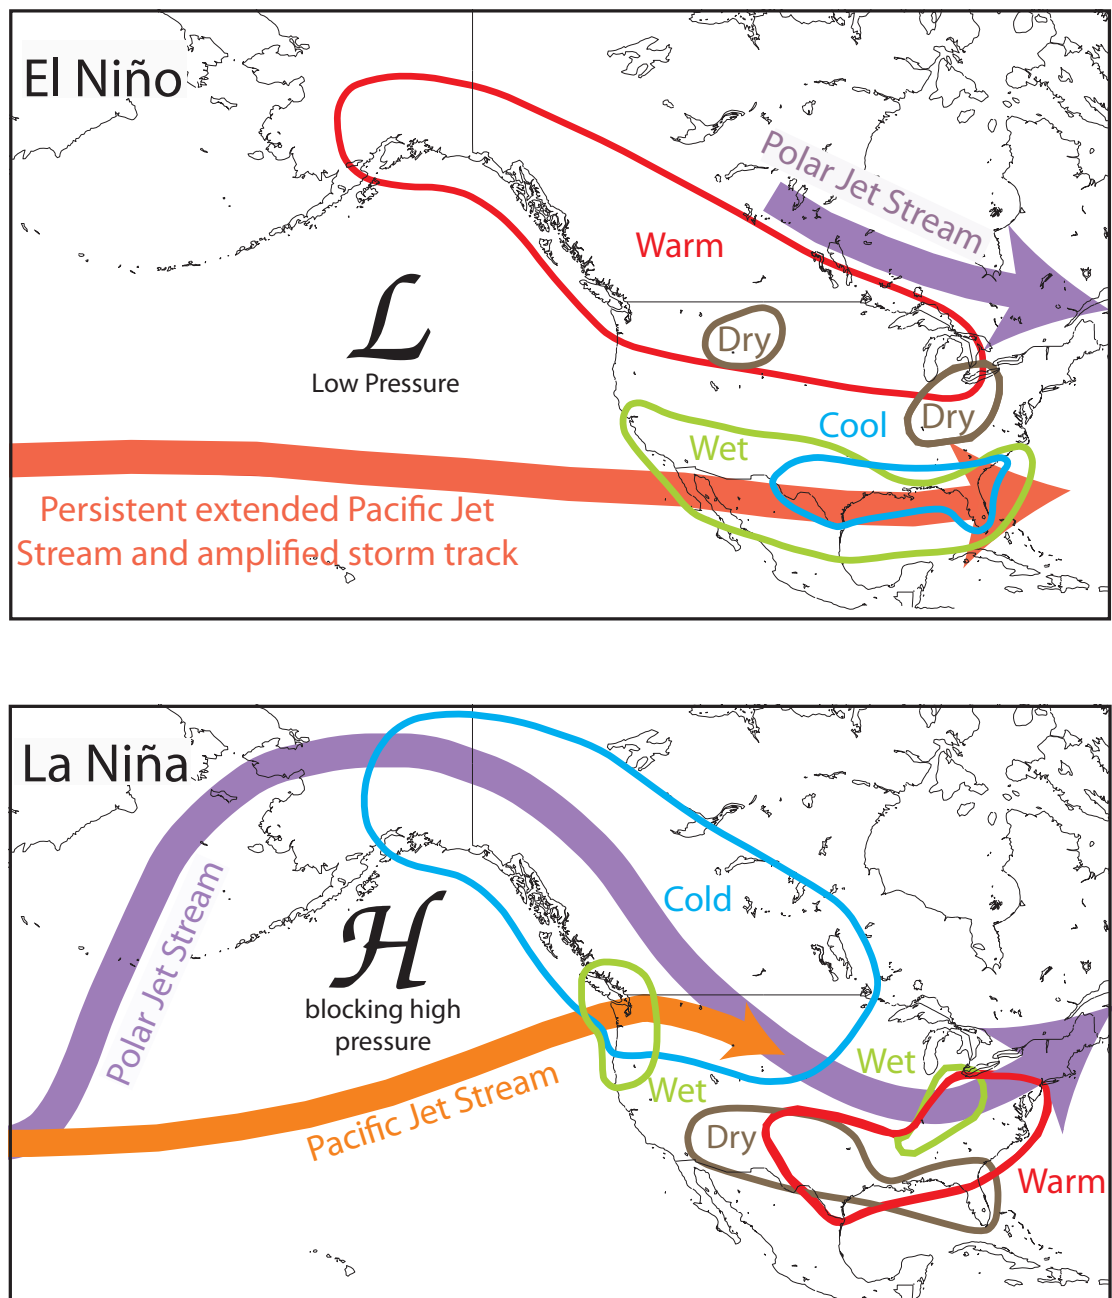 El Niño
Polar Jet Stream
Warm
L
Low Pressure
Dry
Dry
Cool
Wet
Persistent extended Pacific Jet
Stream and amplified storm track
La Niña
Polar Jet Stream
Cold
H
blocking high
pressure
Pacific Jet Stream
Wet
Wet
Dry
Warm